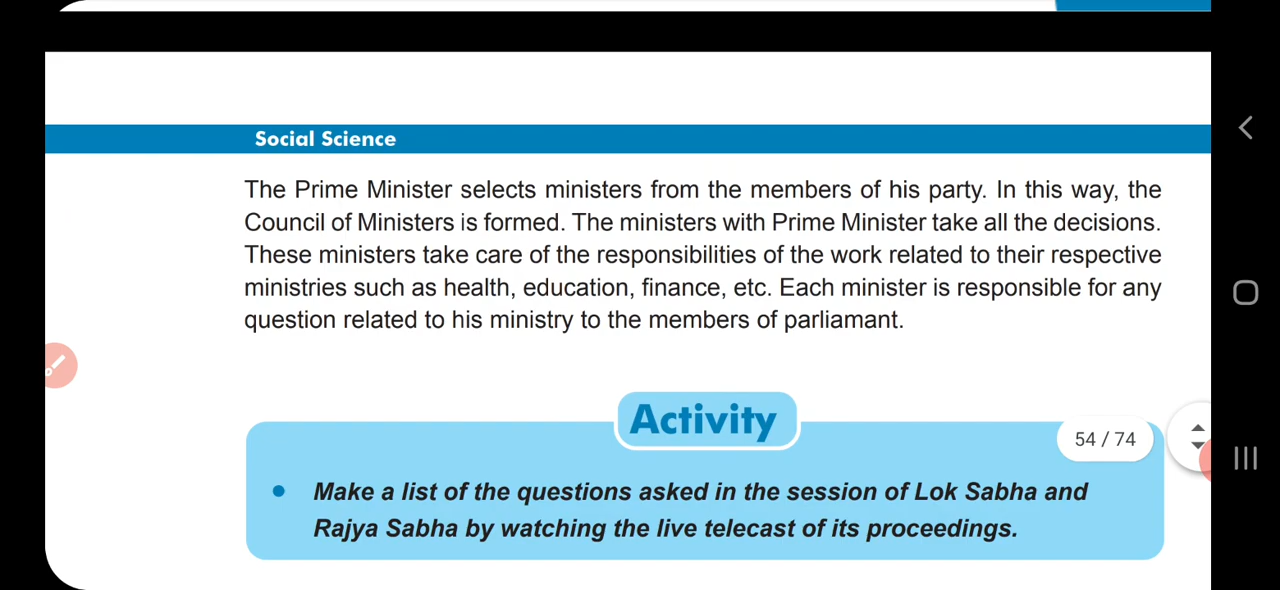 Social Science
The Prime Minister selects ministers from the members of his party. In this way, the
Council of Ministers is formed. The ministers with Prime Minister take all the decisions.
These ministers take care of the responsibilities of the work related to their respective
ministries such as health, education, finance, etc. Each minister is responsible for any
question related to his ministry to the members of parliamant.
Activity
54 / 74
• Make a list of the questions asked in the session of Lok Sabha and
Rajya Sabha by watching the live telecast of its proceedings.